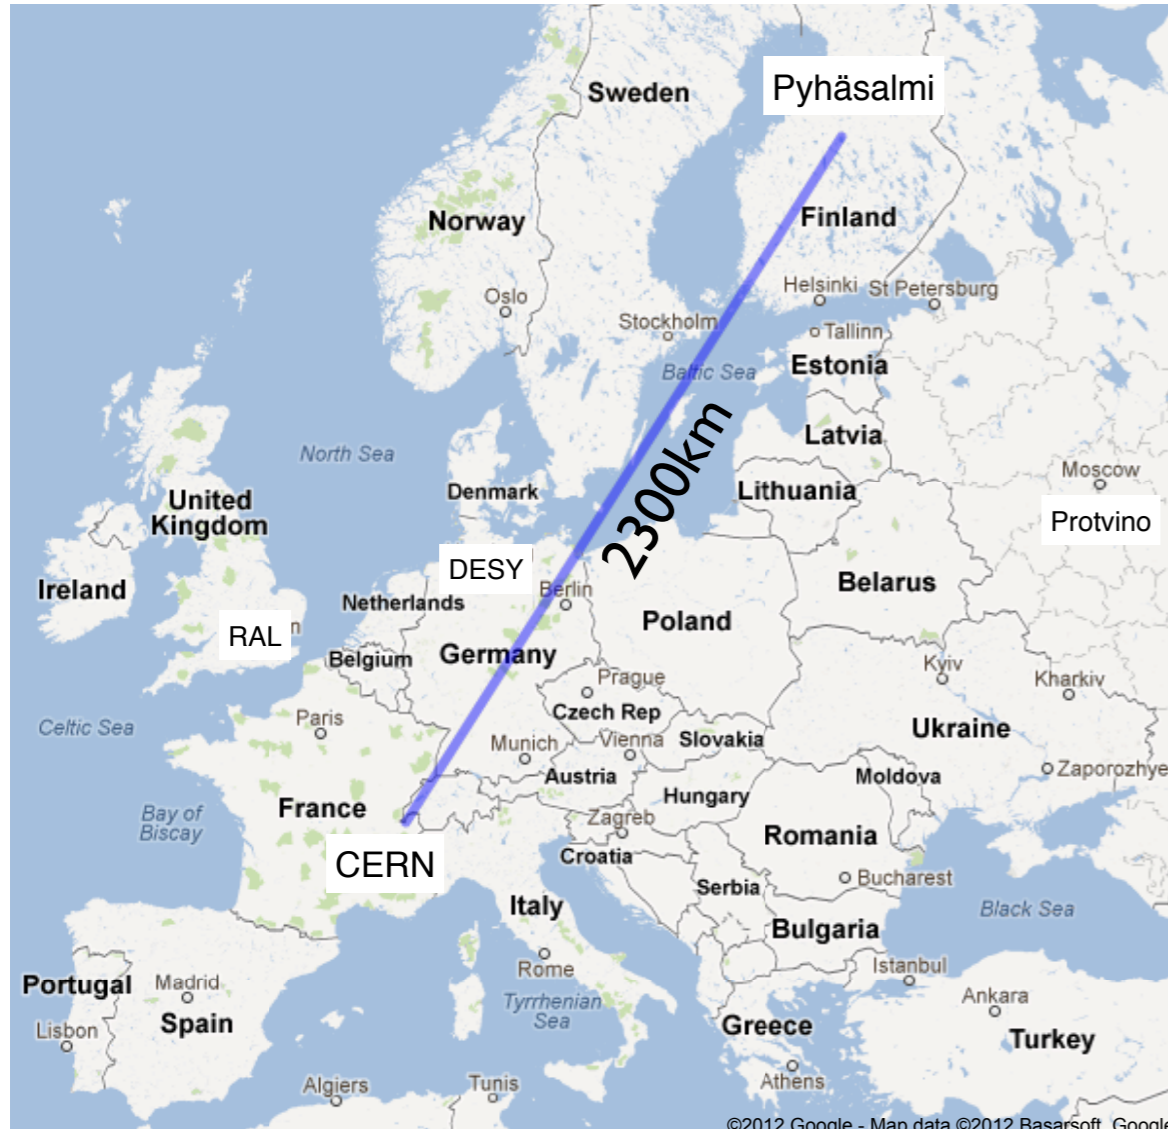 Pyhäsalmi
Sweden
Norway
Finland
Oslo
Helsinki
St Petersburg
Stockholm
Tallinn
Estonia
Baltic Sea
2300km
Latvia
North Sea
Moscow
Denmark
Lithuania
United
Kingdom
Protvino
DESY
Ireland
Berlin
Belarus
Netherlands
RAL
Poland
Belgium
Germany
Prague
Kyiv
Kharkiv
Celtic Sea
Paris
Czech Rep
Ukraine
Munich
Vienna
Slovakia
Austria
Moldova
Zaporozhye
Hungary
Bay of
Biscay
France
Zagreb
Romania
CERN
Croatia
Serbia
Bucharest
Italy
Black Sea
Bulgaria
Rome
Istanbul
Portugal
Madrid
Tyrrhenian
Sea
Ankara
Lisbon
Spain
Greece
Turkey
Algiers
Tunis
Athens
©2012 Google - Map data ©2012 Basarsoft, Google